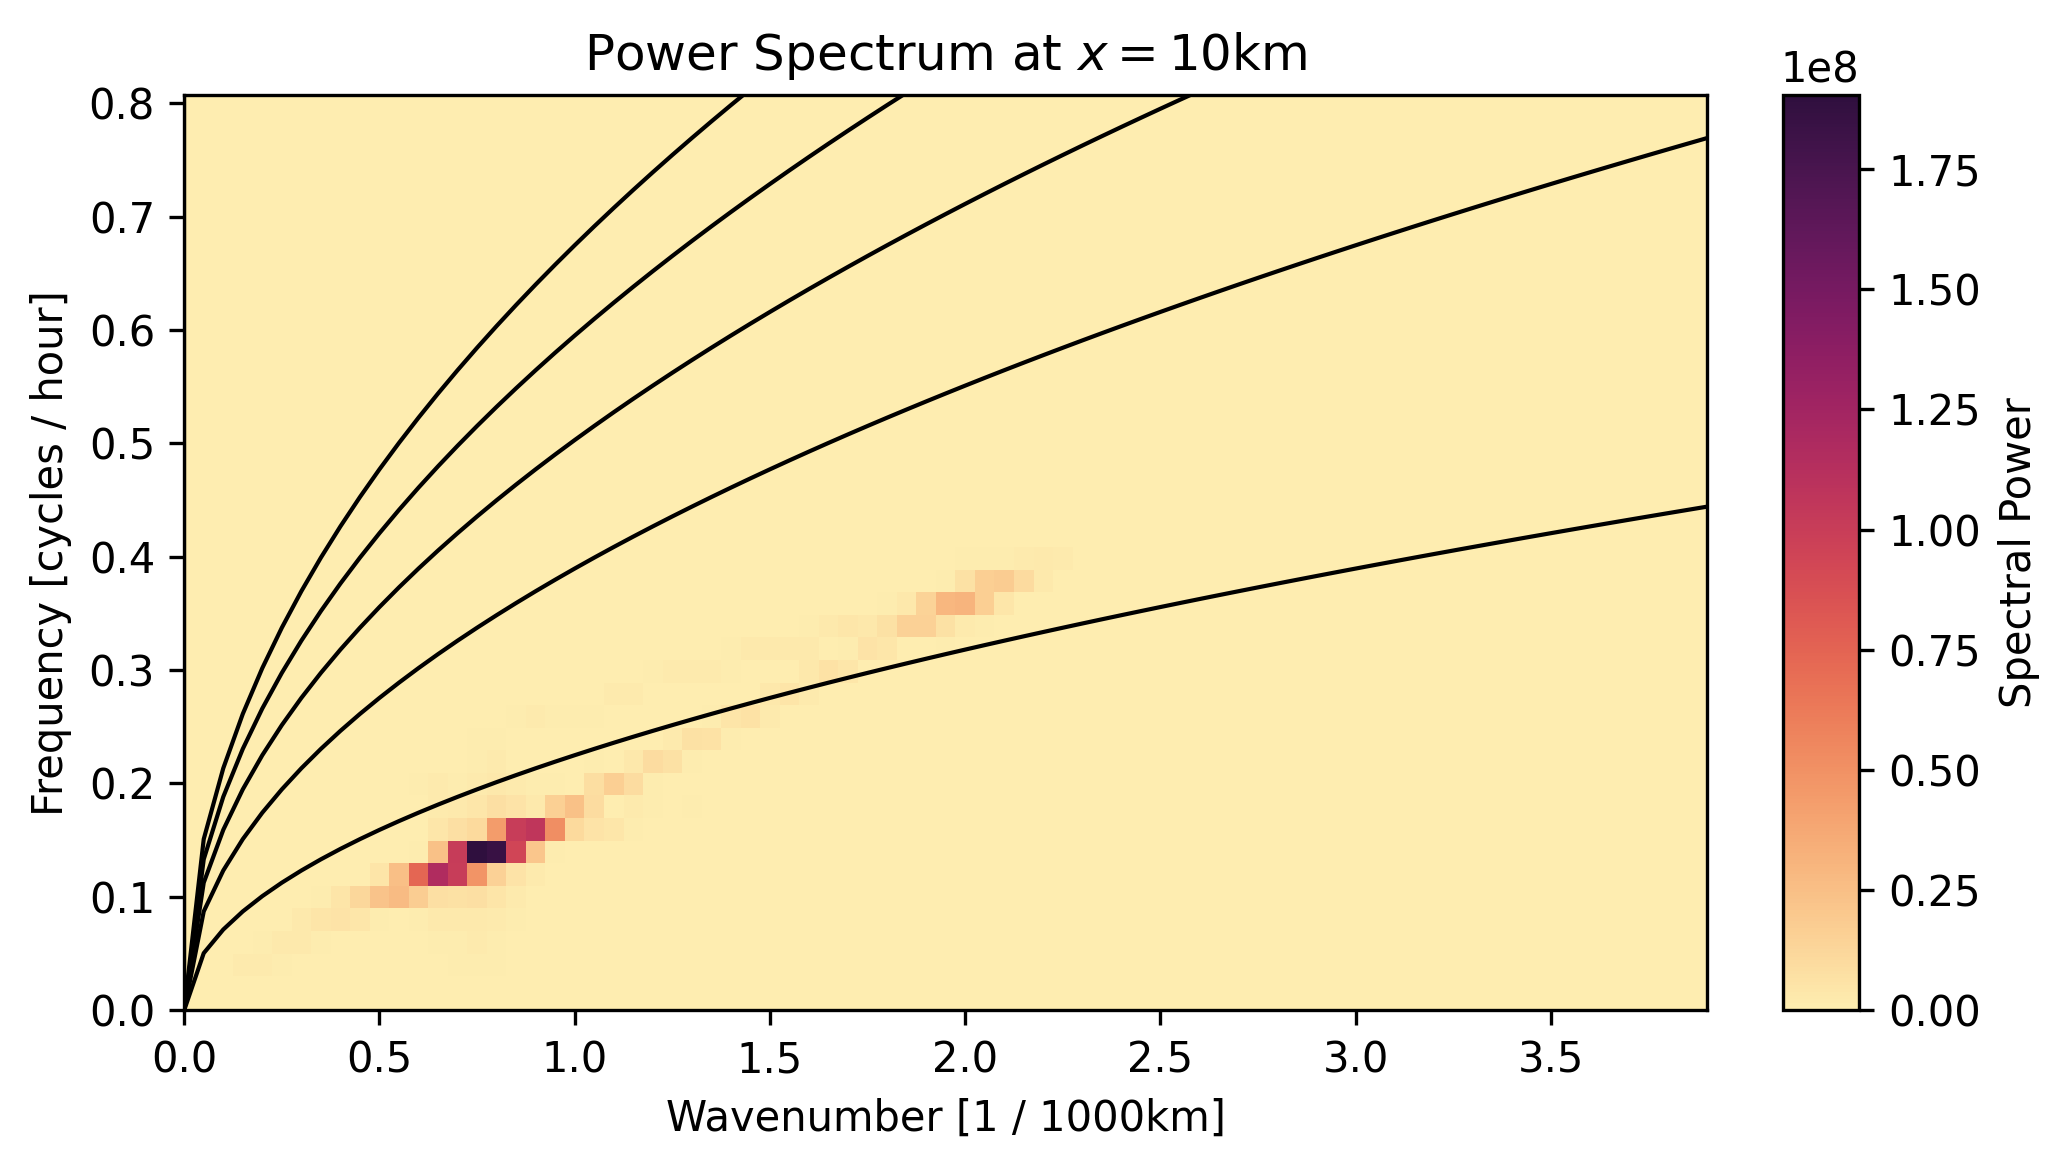 Power Spectrum at x = 10km
1e8
0.8
0.7
0.6
0.5
0.4
0.3
0.2
0.1
0.0
Frequency [cycles / hour]
0.0 0.5 1.0 1.5 2.0 2.5 3.0 3.5
Wavenumber [1 / 1000km]
1.75
1.50
1.25
1.00
0.75
0.50
0.25
0.00
Spectral Power